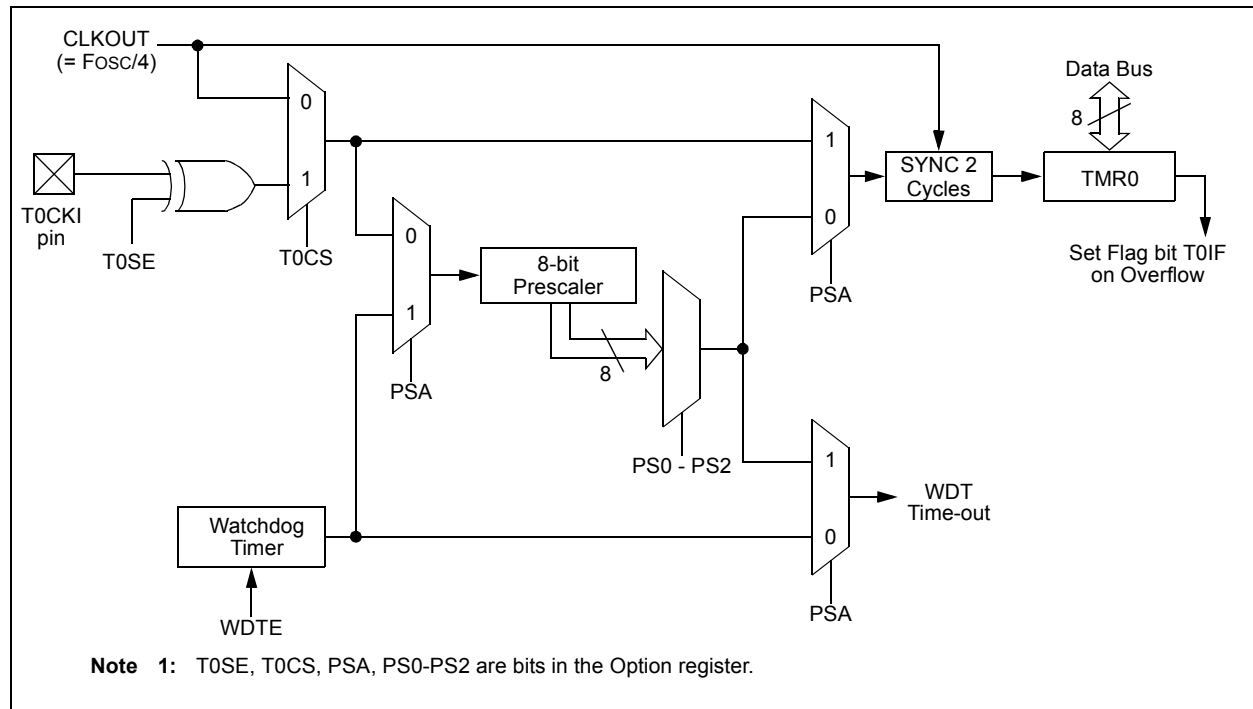 CLKOUT
(= FOSC/4)
Data Bus
8
0
1
1
T0CKI
pin
T0SE
T0CS
0
1
PSA
8-bit
Prescaler
8
PS0 - PS2
0
PSA
SYNC 2
Cycles
TMR0
Set Flag bit T0IF
on Overflow
1
0
PSA
WDT
Time-out
Watchdog
Timer
WDTE
Note 1: T0SE, T0CS, PSA, PS0-PS2 are bits in the Option register.